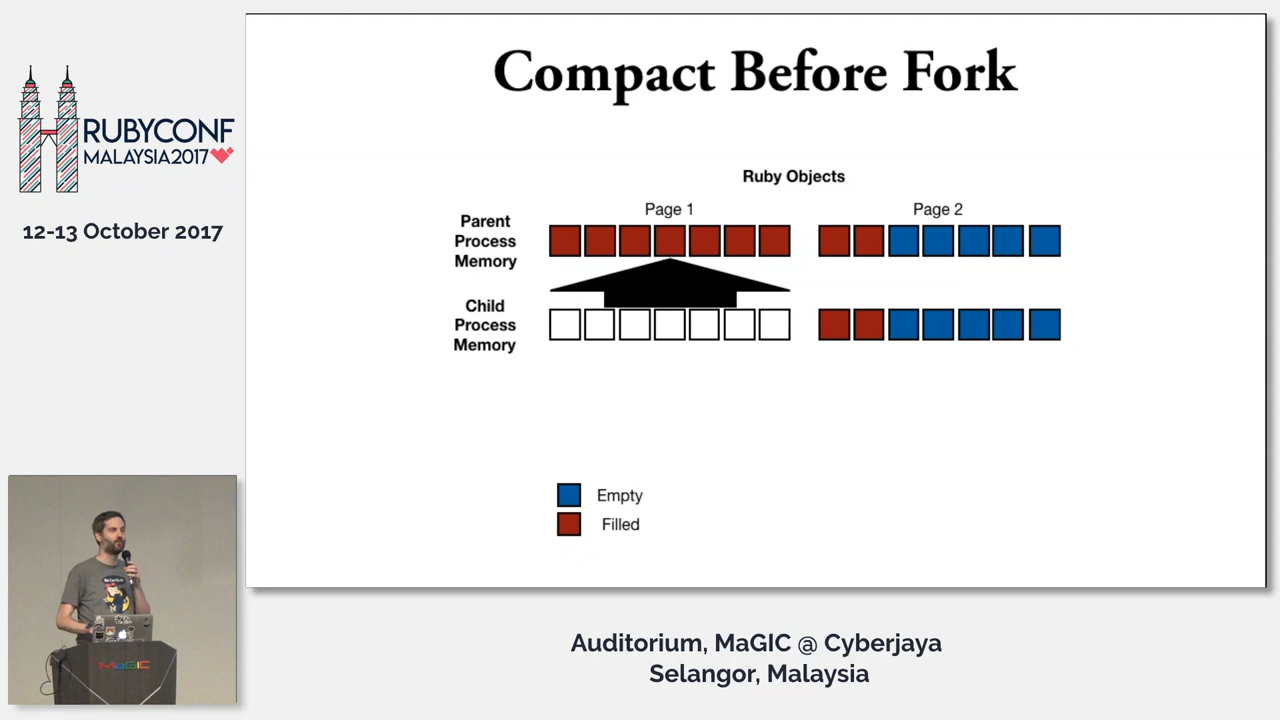 RUBYCONF
MALAYSIA2017
12-13 October 2017
Compact Before Fork
Ruby Objects
Page 1
Page 2
Parent
Process
Memory
Child
Process
Memory
Empty
Filled
MaGIC
Auditorium, MaGIC @ Cyberjaya
Selangor, Malaysia